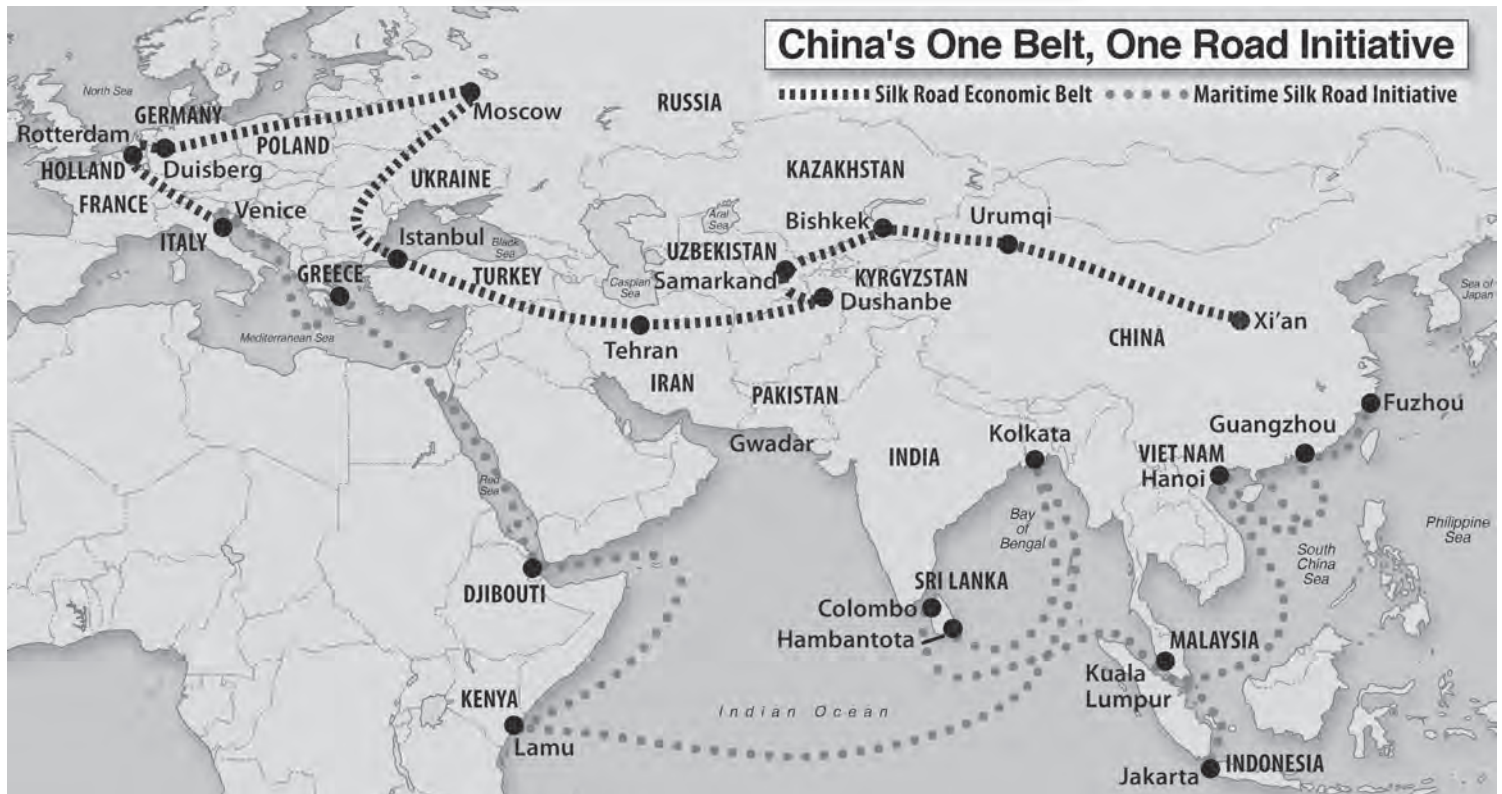 China's One Belt, One Road Initiative
Silk Road Economic Belt
Maritime Silk Road Initiative
North Sea
GERMANY
Moscow
RUSSIA
Rotterdam
POLAND
HOLLAND
Duisberg
UKRAINE
KAZAKHSTAN
FRANCE
Venice
Aral
Sea
Bishkek
Urumqi
ITALY
Istanbul
Black
Sea
UZBEKISTAN
Samarkand
GREECE
TURKEY
Caspian
Sea
KYRGYZSTAN
Dushanbe
Sea of
Japan
Mediterranean Sea
Tehran
CHINA
Xi'an
IRAN
PAKISTAN
Fuzhou
Gwadar
INDIA
Kolkata
Guangzhou
VIET NAM
Hanoi
Red
Sea
Bay
of
Bengal
South
China
Sea
Philippine
Sea
DJIBOUTI
SRI LANKA
Colombo
Hambantota
MALAYSIA
Kuala
Lumpur
KENYA
Lamu
Indian Ocean
Jakarta
INDONESIA